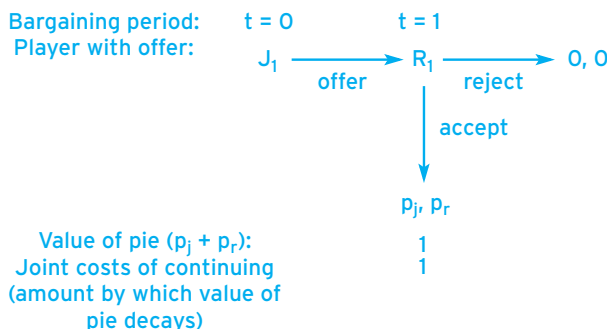 Bargaining period: t = 0 t = 1
Player with offer:
J1 R1 0, 0
offer reject
accept
pj, pr
Value of pie (pj + pr): 1
Joint costs of continuing 1
(amount by which value of
pie decays)